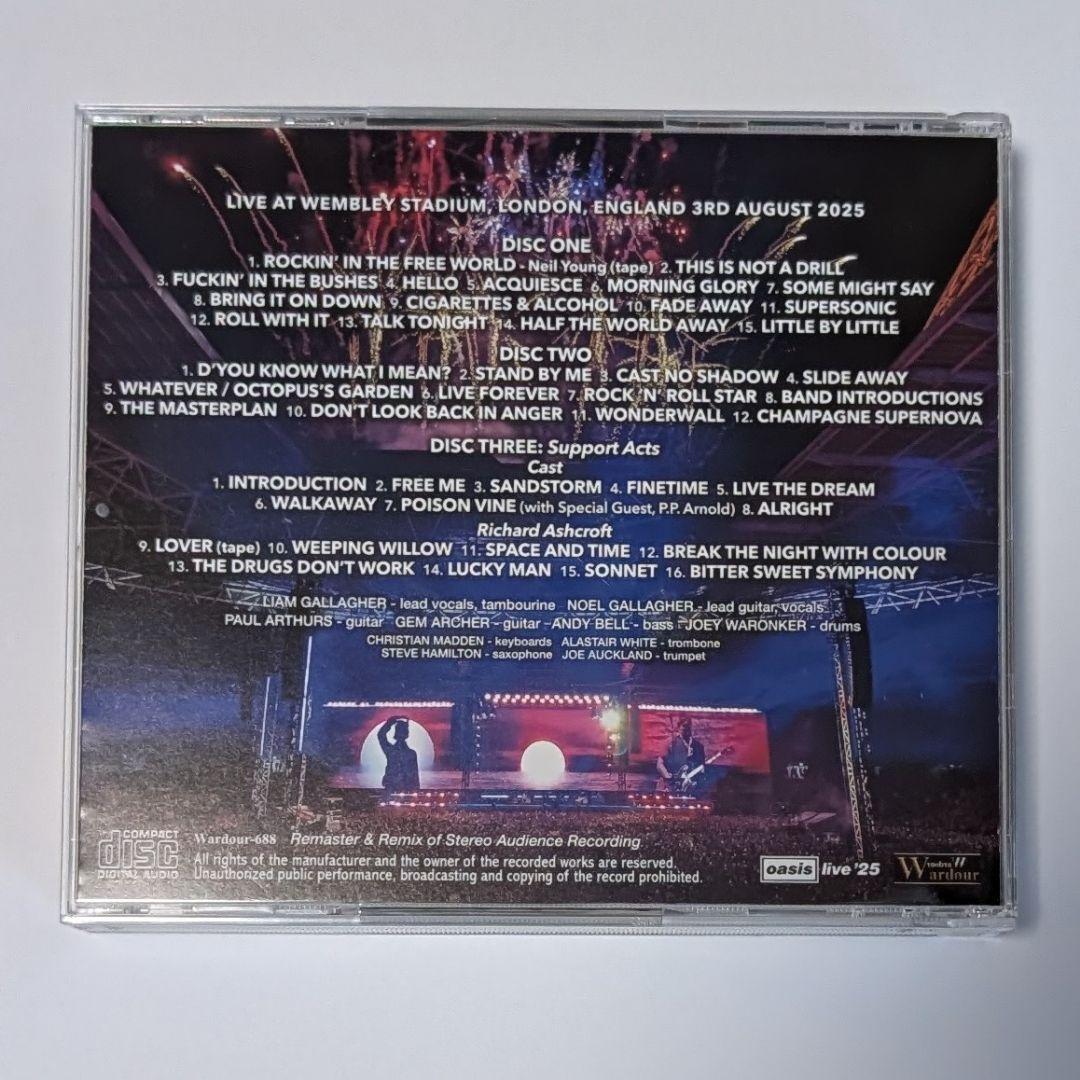 LIVE AT WEMBLEY STADIUM, LONDON, ENGLAND 3RD AUGUST 2025
DISC ONE
1. ROCKIN' IN THE FREE WORLD - Neil Young (tape) 2. THIS IS NOT A DRILL
3. FUCKIN' IN THE BUSHES 4. HELLO 5. ACQUIESCE 6. MORNING GLORY 7. SOME MIGHT SAY
8. BRING IT ON DOWN 9. CIGARETTES & ALCOHOL 10. FADE AWAY 11. SUPERSONIC
12. ROLL WITH IT 13. TALK TONIGHT 14. HALF THE WORLD AWAY 15. LITTLE BY LITTLE
DISC TWO
1. D'YOU KNOW WHAT I MEAN? 2. STAND BY ME 3. CAST NO SHADOW 4. SLIDE AWAY
5. WHATEVER / OCTOPUS'S GARDEN 6. LIVE FOREVER 7. ROCK 'N' ROLL STAR 8. BAND INTRODUCTIONS
9. THE MASTERPLAN 10. DON'T LOOK BACK IN ANGER 11. WONDERWALL 12. CHAMPAGNE SUPERNOVA
DISC THREE: Support Acts
Cast
1. INTRODUCTION 2. FREE ME 3. SANDSTORM 4. FINETIME 5. LIVE THE DREAM
6. WALKAWAY 7. POISON VINE (with Special Guest, P.P. Arnold) 8. ALRIGHT
Richard Ashcroft
9. LOVER (tape) 10. WEEPING WILLOW 11. SPACE AND TIME 12. BREAK THE NIGHT WITH COLOUR
13. THE DRUGS DON'T WORK 14. LUCKY MAN 15. SONNET 16. BITTER SWEET SYMPHONY
LIAM GALLAGHER - lead vocals, tambourine NOEL GALLAGHER - lead guitar, vocals
PAUL ARTHURS - guitar GEM ARCHER - guitar ANDY BELL - bass JOEY WARONKER - drums
CHRISTIAN MADDEN - keyboards ALASTAIR WHITE - trombone
STEVE HAMILTON - saxophone JOE AUCKLAND - trumpet
COMPACT
disc
DIGITAL AUDIO
Wardour-688 Remaster & Remix of Stereo Audience Recording
All rights of the manufacturer and the owner of the recorded works are reserved.
Unauthorized public performance, broadcasting and copying of the record prohibited.
oasis live '25
Wardour